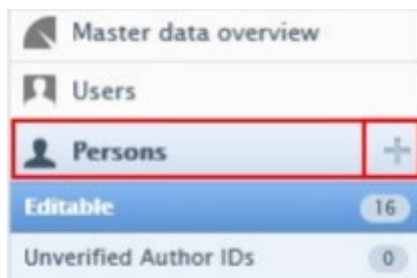 Master data overview
Users
Persons +
Editable 16
Unverified Author IDs 0